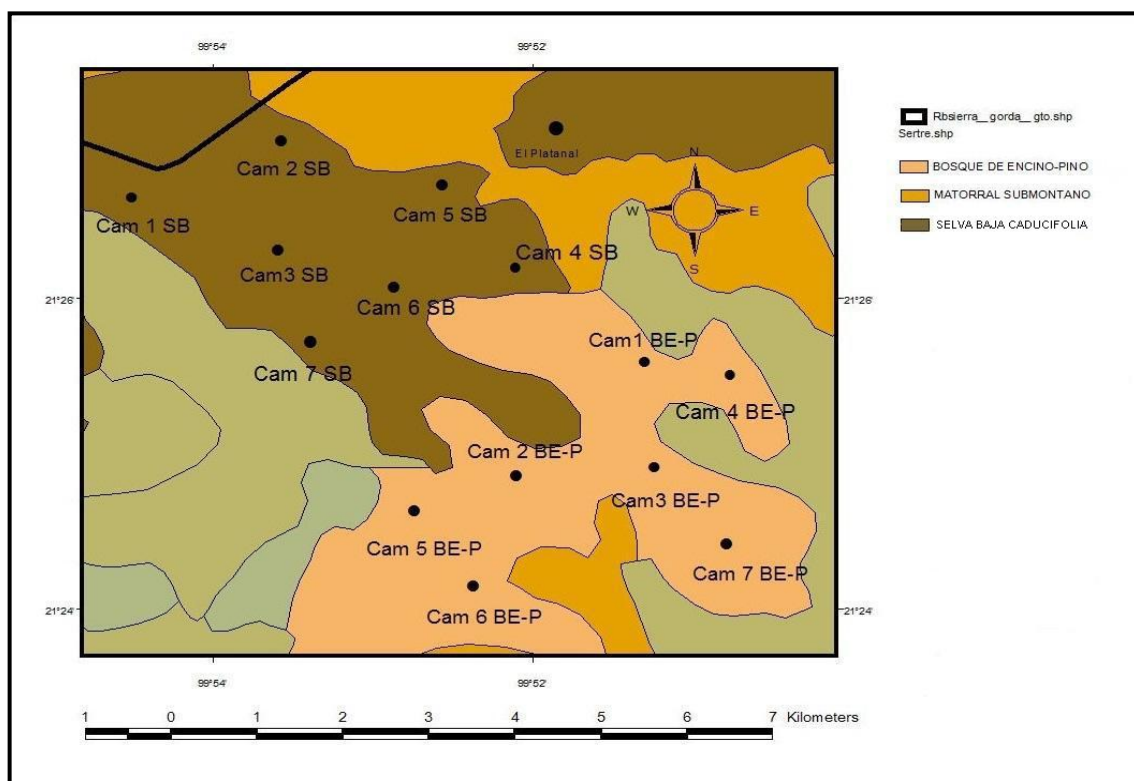 99°54' 99°52'
Rbsierra__gorda__gto.shp
Sertre.shp
BOSQUE DE ENCINO-PINO
MATORRAL SUBMONTANO
SELVA BAJA CADUCIFOLIA
El Platanal
N
W E
S
Cam 2 SB
Cam 5 SB
Cam 1 SB
Cam3 SB
Cam 4 SB
Cam 6 SB
21°26' 21°26'
Cam 7 SB
Cam1 BE-P
Cam 4 BE-P
Cam 2 BE-P
Cam3 BE-P
Cam 5 BE-P
Cam 7 BE-P
Cam 6 BE-P
21°24' 21°24'
99°54' 99°52'
1 0 1 2 3 4 5 6 7 Kilometers